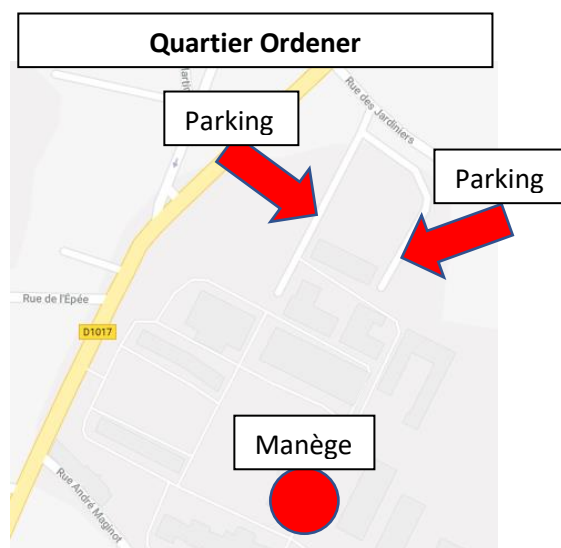 Quartier Ordener
Parking
Rue des Jardiniers
Parking
Rue de l'Épée
D1017
Manège
Rue André Maginot